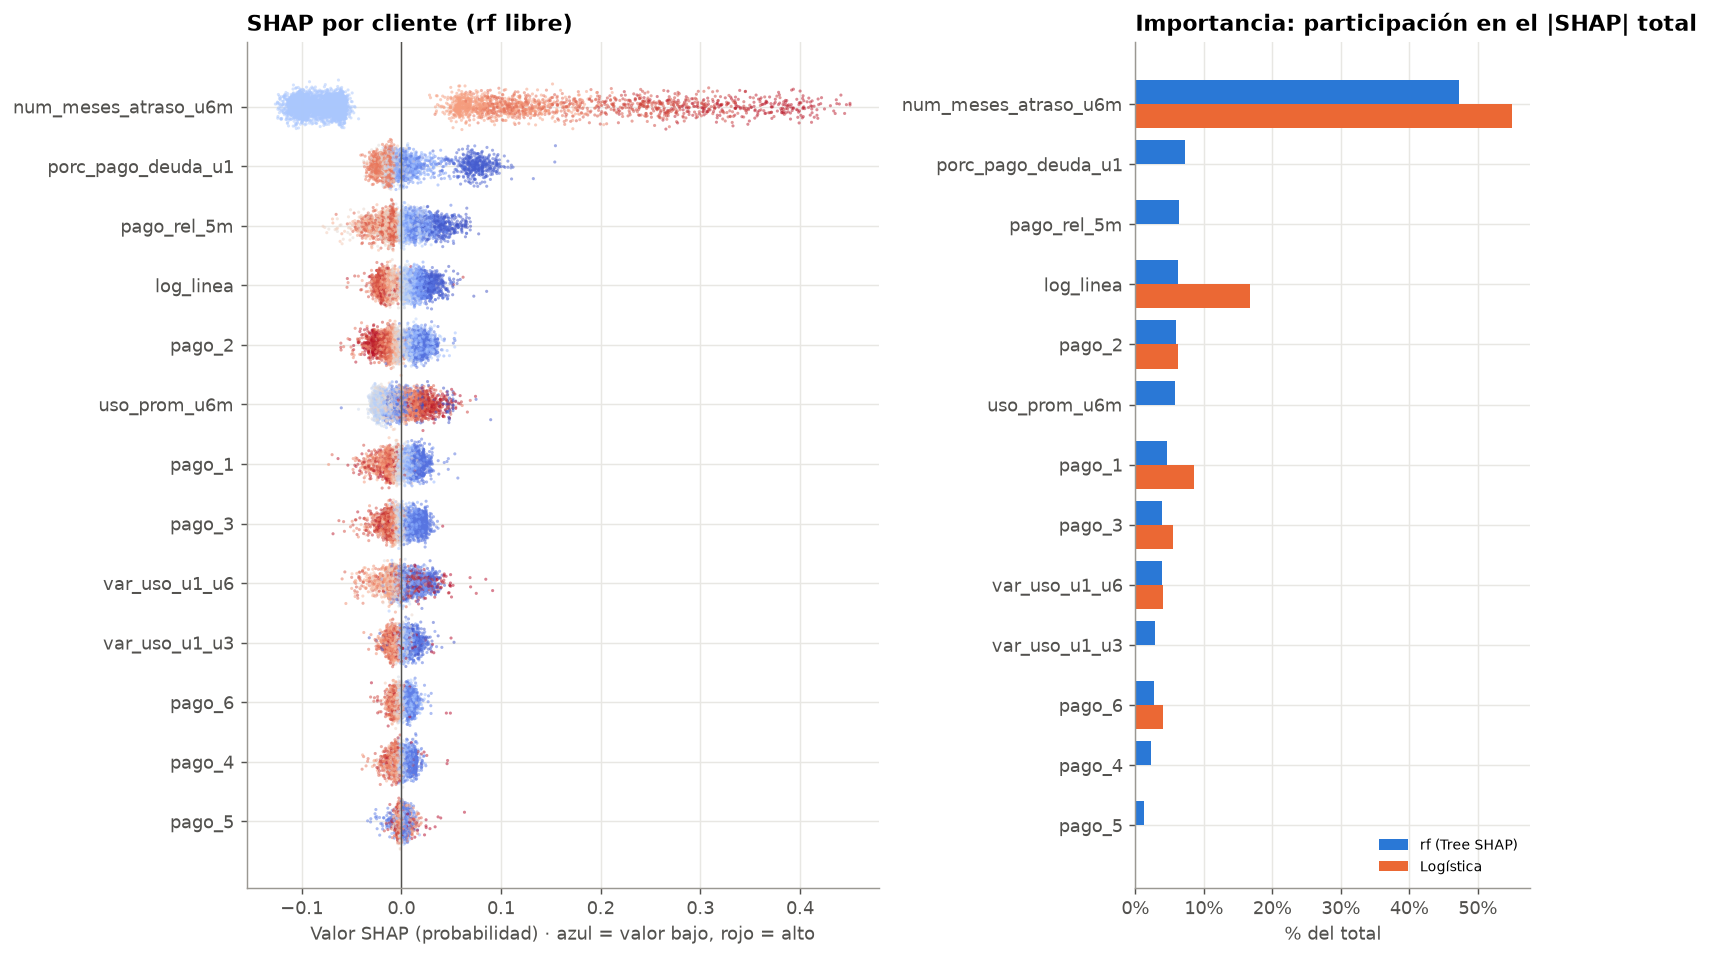 SHAP por cliente (rf libre)
num_meses_atraso_u6m
porc_pago_deuda_u1
pago_rel_5m
log_linea
pago_2
uso_prom_u6m
pago_1
pago_3
var_uso_u1_u6
var_uso_u1_u3
pago_6
pago_4
pago_5
−0.1
0.0
0.1
0.2
0.3
0.4
Valor SHAP (probabilidad) · azul = valor bajo, rojo = alto
Importancia: participación en el |SHAP| total
num_meses_atraso_u6m
porc_pago_deuda_u1
pago_rel_5m
log_linea
pago_2
uso_prom_u6m
pago_1
pago_3
var_uso_u1_u6
var_uso_u1_u3
pago_6
pago_4
pago_5
rf (Tree SHAP)
Logística
0%
10%
20%
30%
40%
50%
% del total